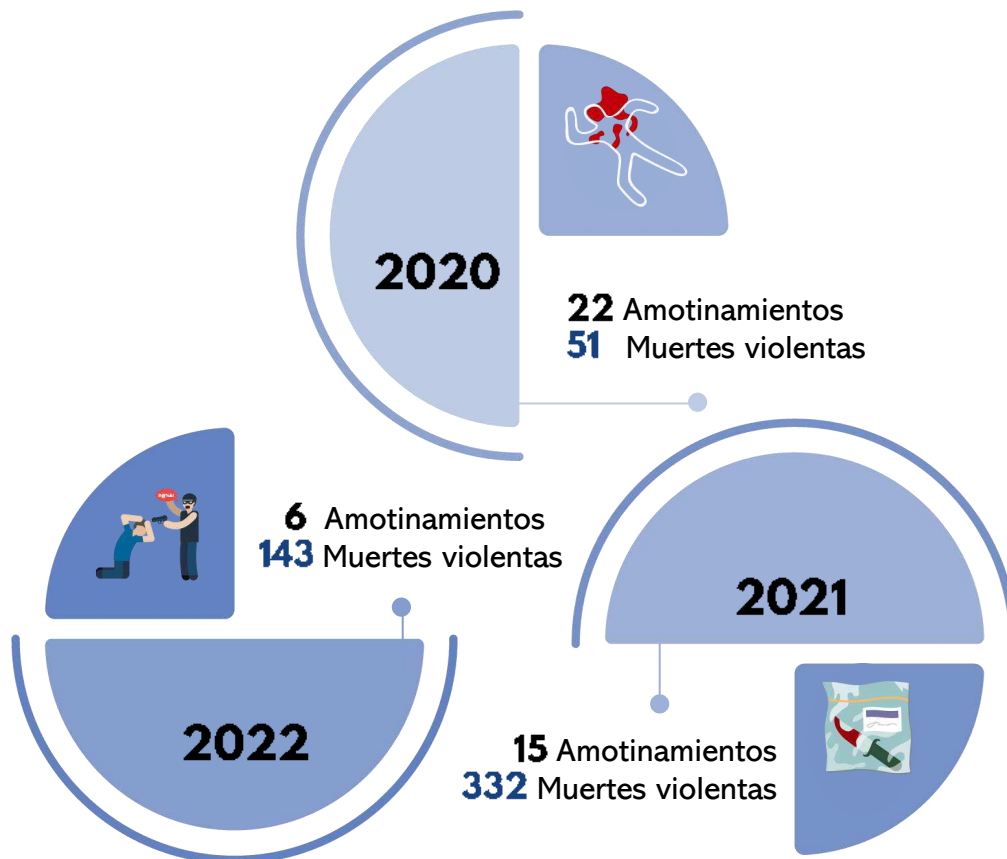 2020
22 Amotinamientos
51 Muertes violentas
6 Amotinamientos
143 Muertes violentas
2022
2021
15 Amotinamientos
332 Muertes violentas